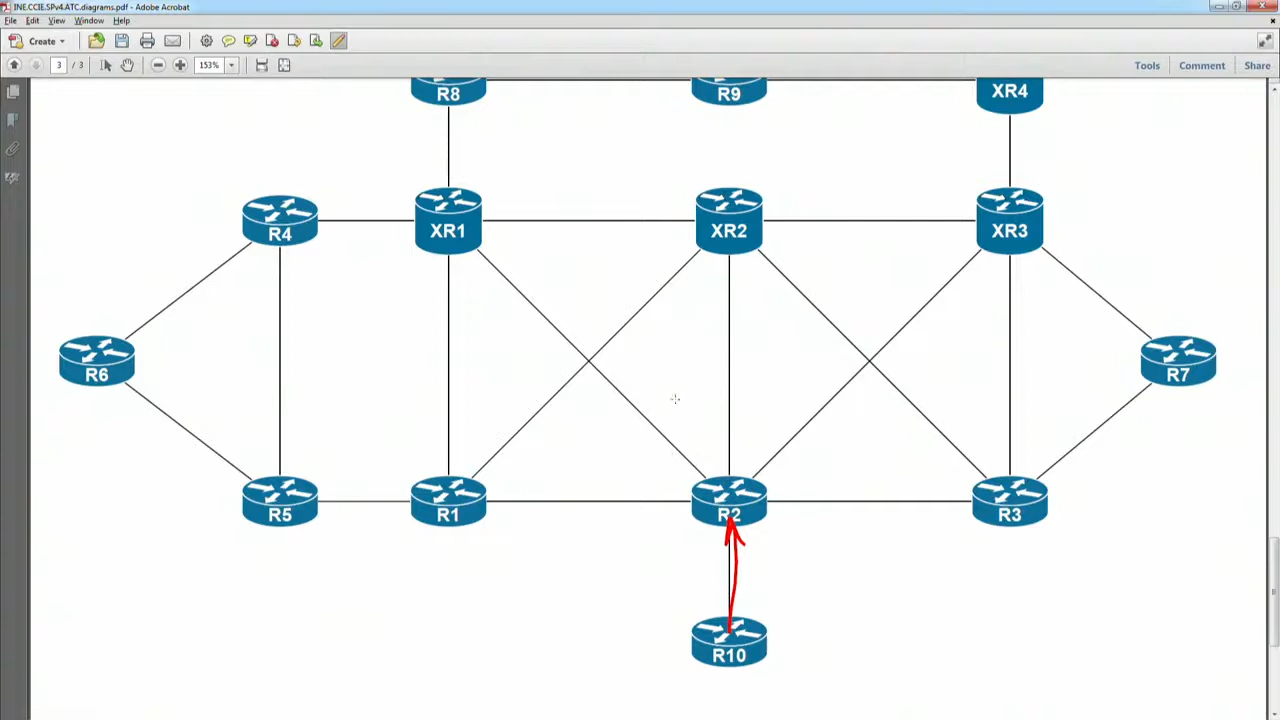 INE.CCIE.SPv4.ATC.diagrams.pdf - Adobe Acrobat
File Edit View Window Help
Create
3 / 3 153% Tools Comment Share
R8 R9 XR4
R4 XR1 XR2 XR3
R6 R7
R5 R1 R2 R3
R10